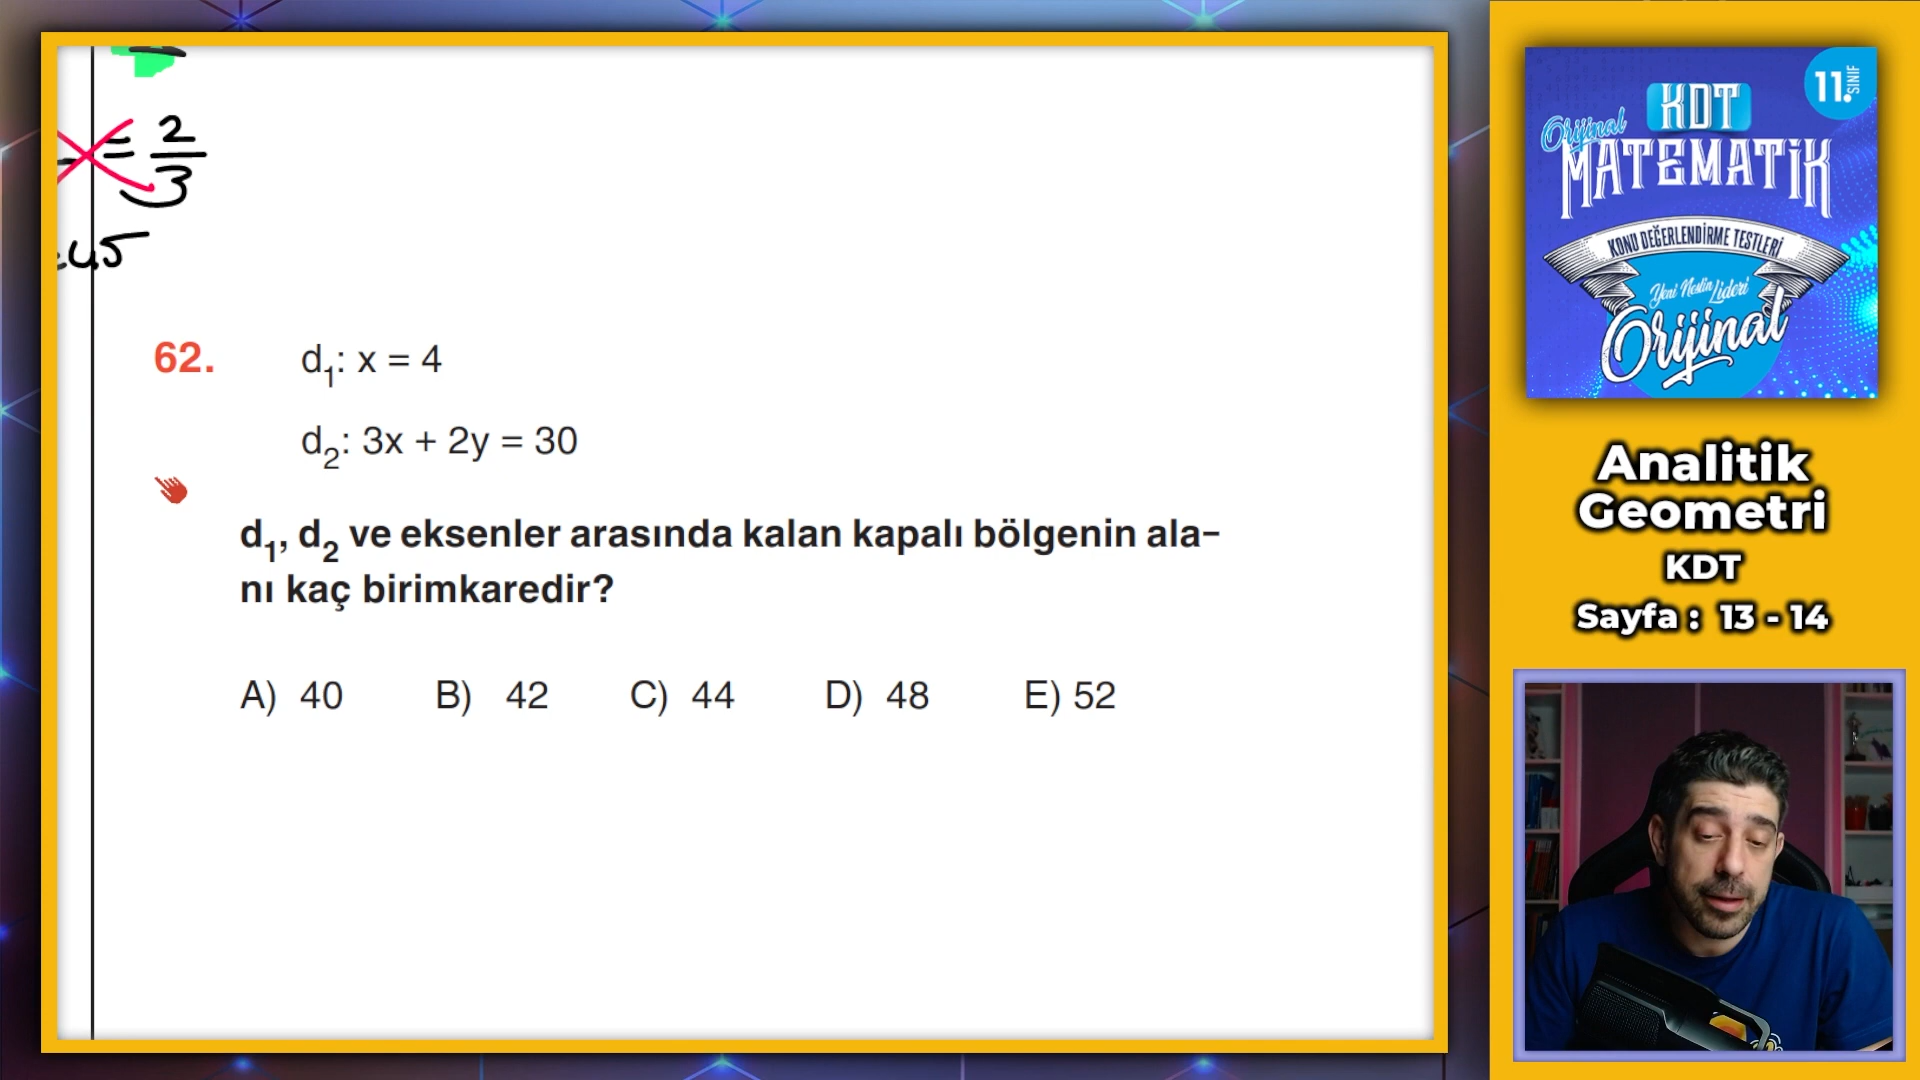 = 2/3
45
62. d₁: x = 4
d₂: 3x + 2y = 30
d₁, d₂ ve eksenler arasında kalan kapalı bölgenin ala-
nı kaç birimkaredir?
A) 40 B) 42 C) 44 D) 48 E) 52
11. SINIF
Orijinal
KDT
MATEMATİK
KONU DEĞERLENDİRME TESTLERİ
Yeni Neslin Lideri
Orijinal
Analitik
Geometri
KDT
Sayfa : 13 - 14